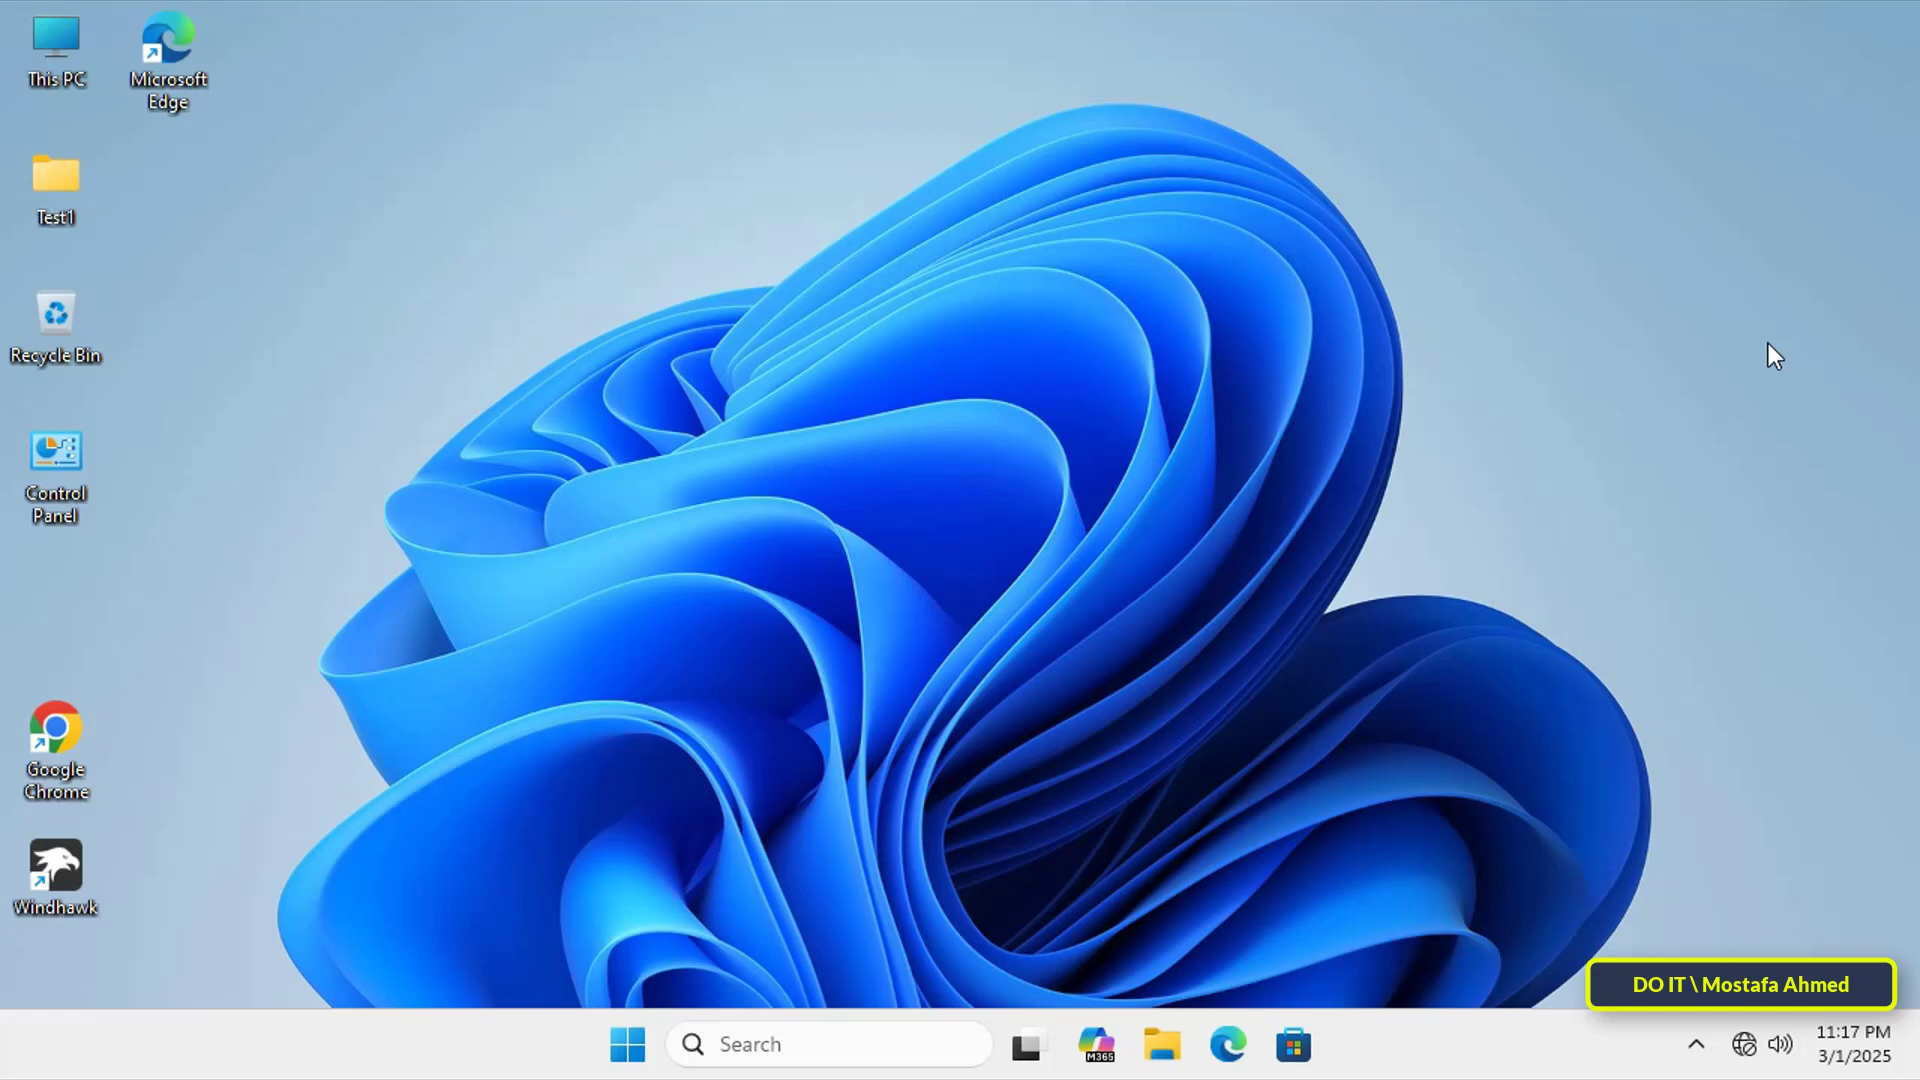 This PC
Microsoft
Edge
Test1
Recycle Bin
Control
Panel
Google
Chrome
Windhawk
DO IT \ Mostafa Ahmed
Search
M365
11:17 PM
3/1/2025